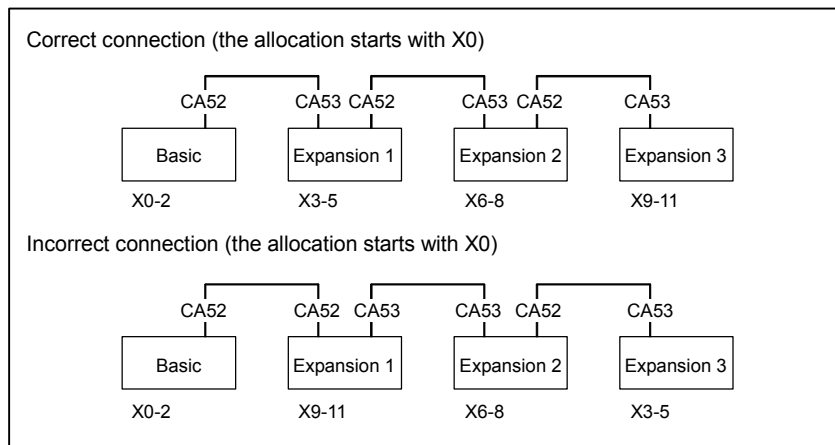 Correct connection (the allocation starts with X0)
CA52 CA53 CA52 CA53 CA52 CA53
Basic Expansion 1 Expansion 2 Expansion 3
X0-2 X3-5 X6-8 X9-11
Incorrect connection (the allocation starts with X0)
CA52 CA52 CA53 CA53 CA52 CA53
Basic Expansion 1 Expansion 2 Expansion 3
X0-2 X9-11 X6-8 X3-5